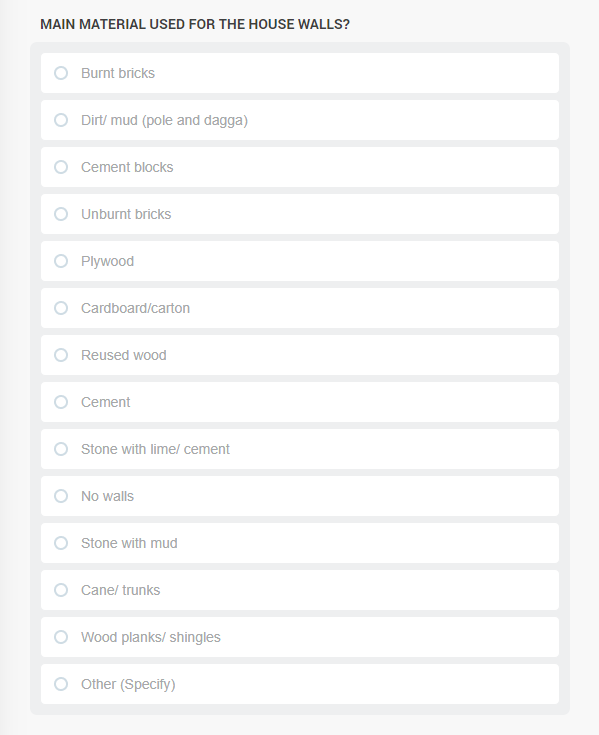 MAIN MATERIAL USED FOR THE HOUSE WALLS?
Burnt bricks
Dirt/ mud (pole and dagga)
Cement blocks
Unburnt bricks
Plywood
Cardboard/carton
Reused wood
Cement
Stone with lime/ cement
No walls
Stone with mud
Cane/ trunks
Wood planks/ shingles
Other (Specify)